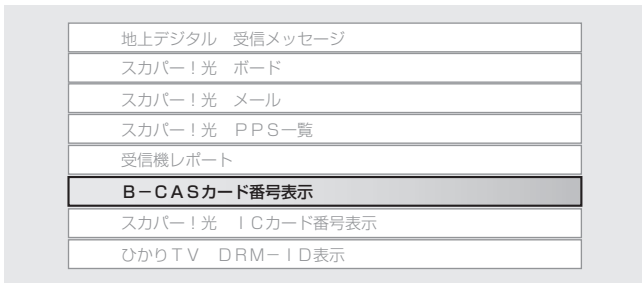 地上デジタル　受信メッセージ
スカパー！光　ボード
スカパー！光　メール
スカパー！光　ＰＰＳ一覧
受信機レポート
Ｂ－ＣＡＳカード番号表示
スカパー！光　ＩＣカード番号表示
ひかりＴＶ　ＤＲＭ－ＩＤ表示